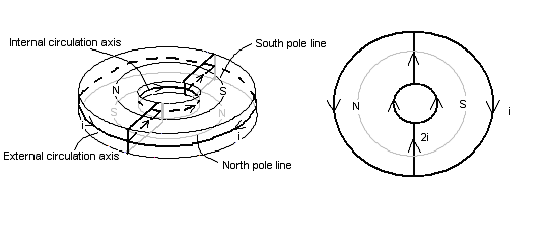 Internal circulation axis
South pole line
N
S
S
N
i
i
External circulation axis
North pole line
N
S
i
2i